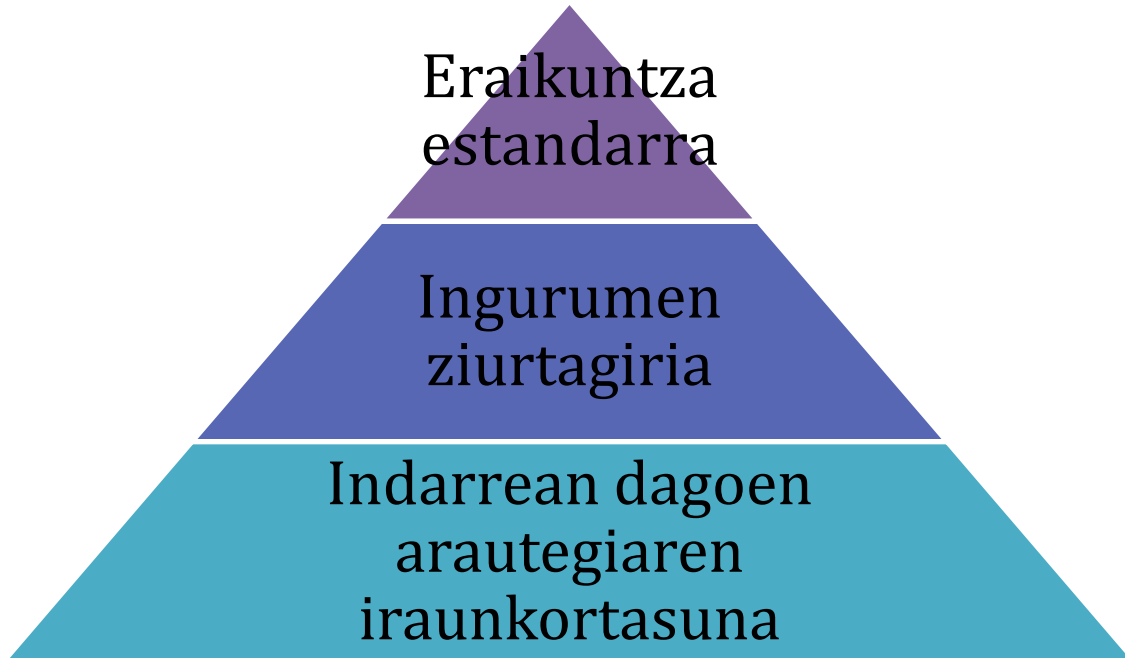 Eraikuntza
estandarra
Ingurumen
ziurtagiria
Indarrean dagoen
arautegiaren
iraunkortasuna